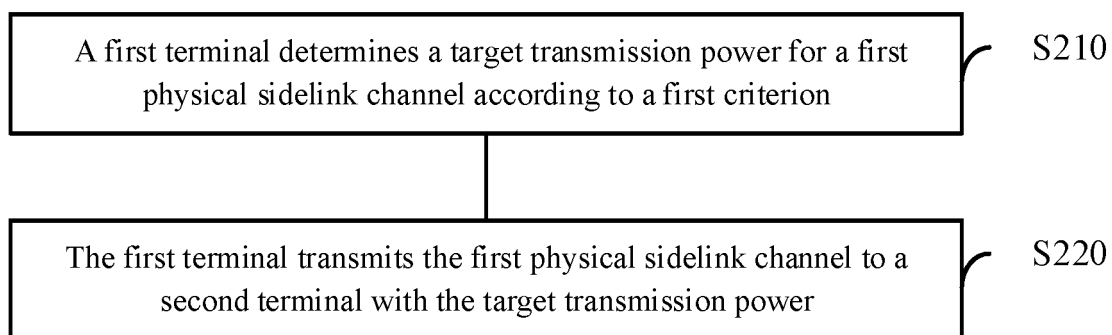 A first terminal determines a target transmission power for a first
physical sidelink channel according to a first criterion
S210
The first terminal transmits the first physical sidelink channel to a
second terminal with the target transmission power
S220